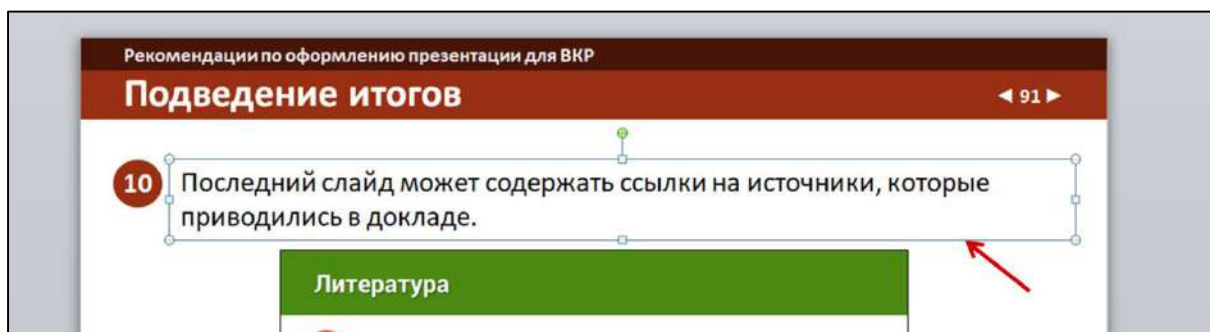 Рекомендации по оформлению презентации для ВКР
Подведение итогов
◄ 91 ►
10
Последний слайд может содержать ссылки на источники, которые
приводились в докладе.
Литература